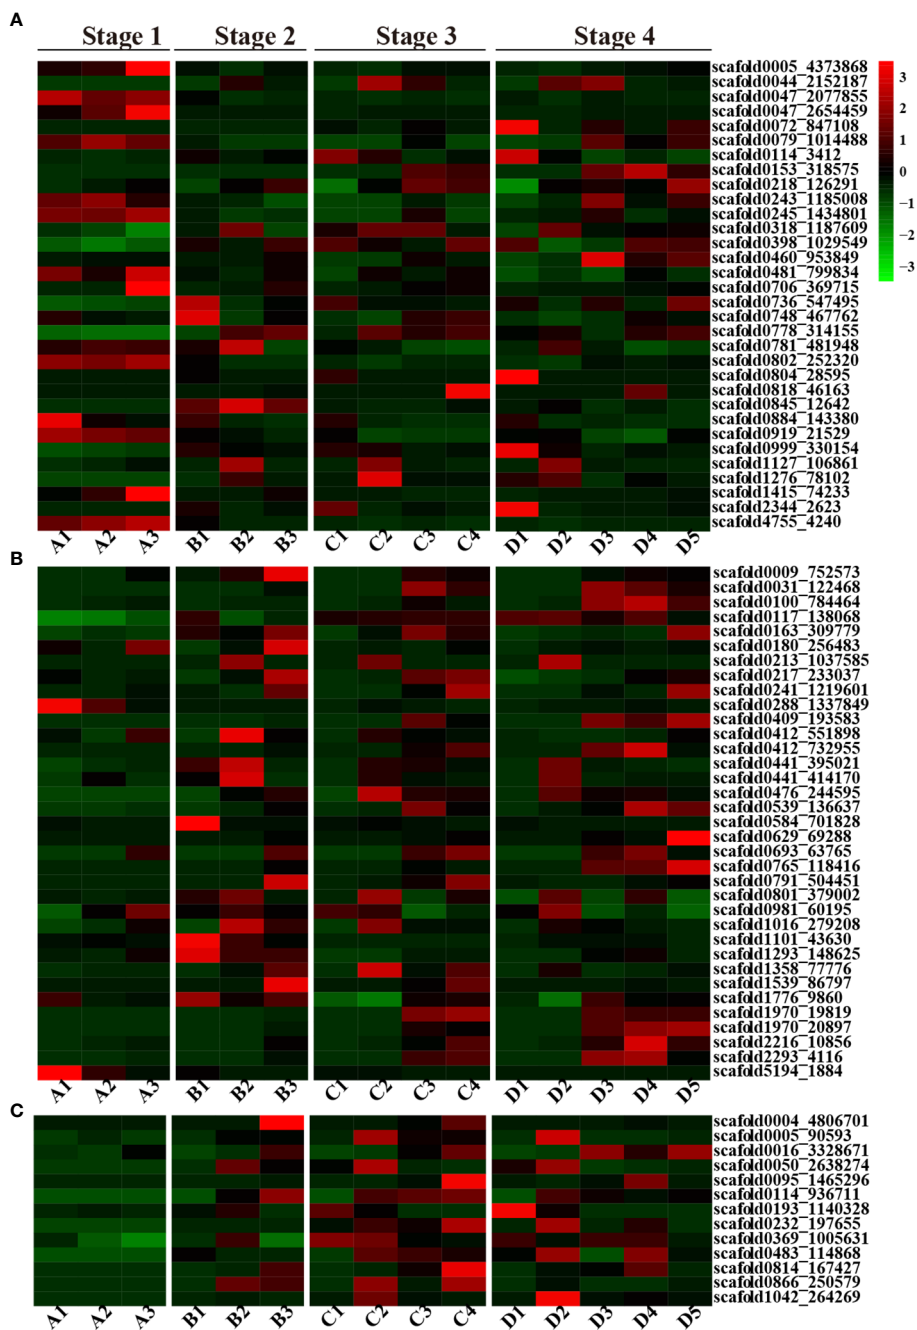 A
Stage 1 Stage 2 Stage 3 Stage 4
scafold0005_4373868
scafold0044_2152187
scafold0047_2077855
scafold0047_2654459
scafold0072_847108
scafold0079_1014488
scafold0114_3412
scafold0153_318575
scafold0218_126291
scafold0243_1185008
scafold0245_1434801
scafold0318_1187609
scafold0398_1029549
scafold0460_953849
scafold0481_799834
scafold0706_369715
scafold0736_547495
scafold0748_467762
scafold0778_314155
scafold0781_481948
scafold0802_252320
scafold0804_28595
scafold0818_46163
scafold0845_12642
scafold0884_143380
scafold0919_21529
scafold0999_330154
scafold1127_106861
scafold1276_78102
scafold1415_74233
scafold2344_2623
scafold4755_4240
3
2
1
0
−1
−2
−3
A1 A2 A3 B1 B2 B3 C1 C2 C3 C4 D1 D2 D3 D4 D5
B
scafold0009_752573
scafold0031_122468
scafold0100_784464
scafold0117_138068
scafold0163_309779
scafold0180_256483
scafold0213_1037585
scafold0217_233037
scafold0241_1219601
scafold0288_1337849
scafold0409_193583
scafold0412_551898
scafold0412_732955
scafold0441_395021
scafold0441_414170
scafold0476_244595
scafold0539_136637
scafold0584_701828
scafold0629_69288
scafold0693_63765
scafold0765_118416
scafold0791_504451
scafold0801_379002
scafold0981_60195
scafold1016_279208
scafold1101_43630
scafold1293_148625
scafold1358_77776
scafold1539_86797
scafold1776_9860
scafold1970_19819
scafold1970_20897
scafold2216_10856
scafold2293_4116
scafold5194_1884
A1 A2 A3 B1 B2 B3 C1 C2 C3 C4 D1 D2 D3 D4 D5
C
scafold0004_4806701
scafold0005_90593
scafold0016_3328671
scafold0050_2638274
scafold0095_1465296
scafold0114_936711
scafold0193_1140328
scafold0232_197655
scafold0369_1005631
scafold0483_114868
scafold0814_167427
scafold0866_250579
scafold1042_264269
A1 A2 A3 B1 B2 B3 C1 C2 C3 C4 D1 D2 D3 D4 D5